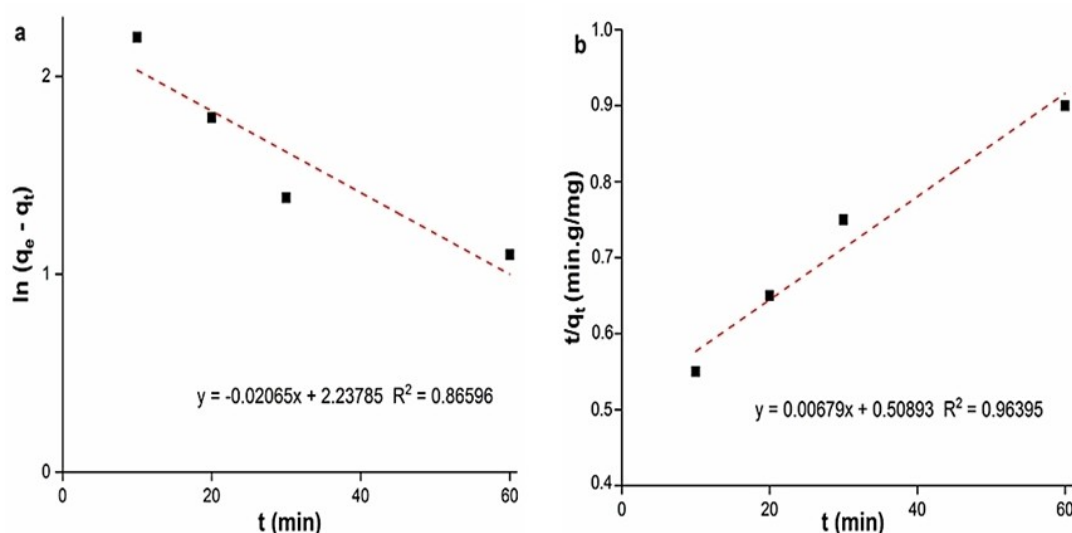 a
ln (qe - qt)
2
1
0
y = -0.02065x + 2.23785 R² = 0.86596
0 20 40 60
t (min)
b
t/qt (min.g/mg)
1.0
0.9
0.8
0.7
0.6
0.5
0.4
y = 0.00679x + 0.50893 R² = 0.96395
0 20 40 60
t (min)